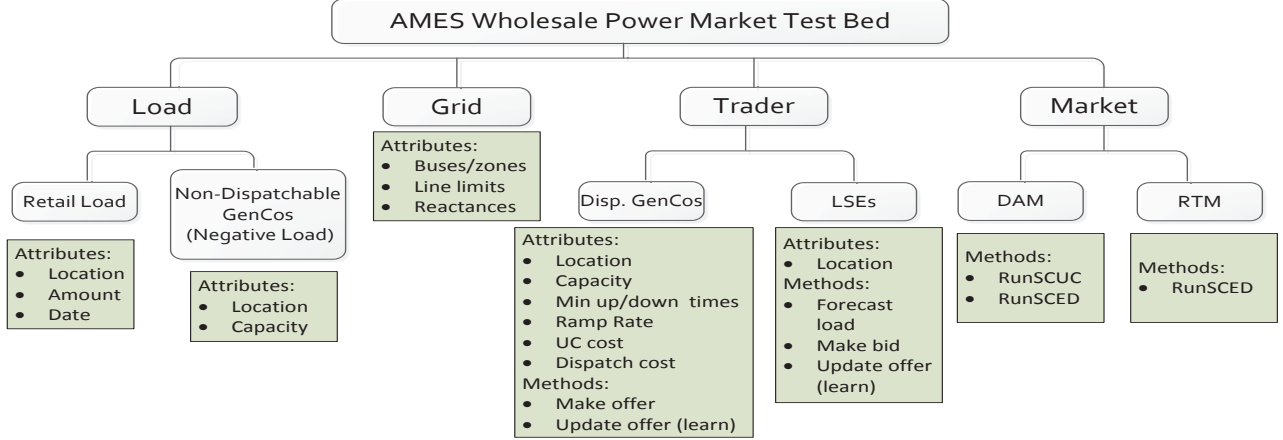 AMES Wholesale Power Market Test Bed
Load
Grid
Trader
Market
Retail Load
Attributes:
• Location
• Amount
• Date
Non-Dispatchable
GenCos
(Negative Load)
Attributes:
• Location
• Capacity
Attributes:
• Buses/zones
• Line limits
• Reactances
Disp. GenCos
Attributes:
• Location
• Capacity
• Min up/down times
• Ramp Rate
• UC cost
• Dispatch cost
Methods:
• Make offer
• Update offer (learn)
LSEs
Attributes:
• Location
Methods:
• Forecast
load
• Make bid
• Update offer
(learn)
DAM
Methods:
• RunSCUC
• RunSCED
RTM
Methods:
• RunSCED